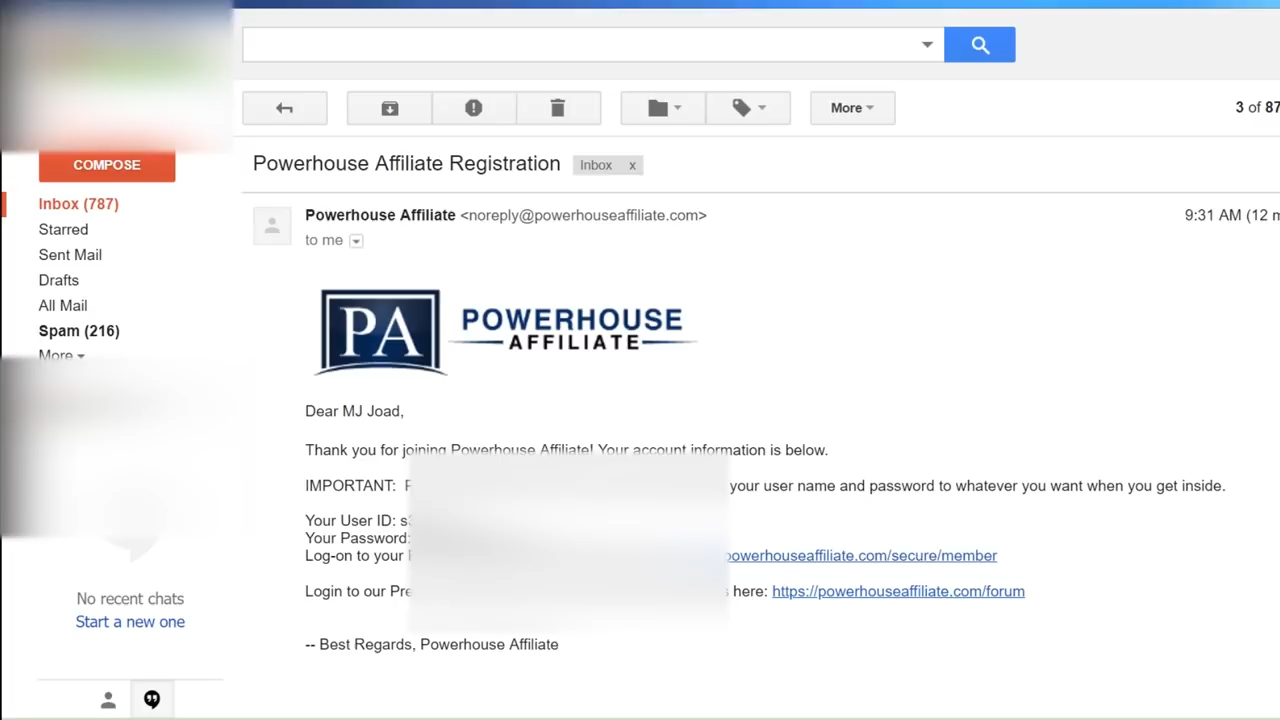 3 of 87
More
Powerhouse Affiliate Registration
Inbox x
COMPOSE
Inbox (787)
Starred
Sent Mail
Drafts
All Mail
Spam (216)
More
Powerhouse Affiliate <noreply@powerhouseaffiliate.com>
9:31 AM (12
to me
PA POWERHOUSE
AFFILIATE
Dear MJ Joad,
Thank you for joining Powerhouse Affiliate! Your account information is below.
IMPORTANT: your user name and password to whatever you want when you get inside.
Your User ID:
Your Password:
Log-on to your powerhouseaffiliate.com/secure/member
Login to our here: https://powerhouseaffiliate.com/forum
-- Best Regards, Powerhouse Affiliate
No recent chats
Start a new one